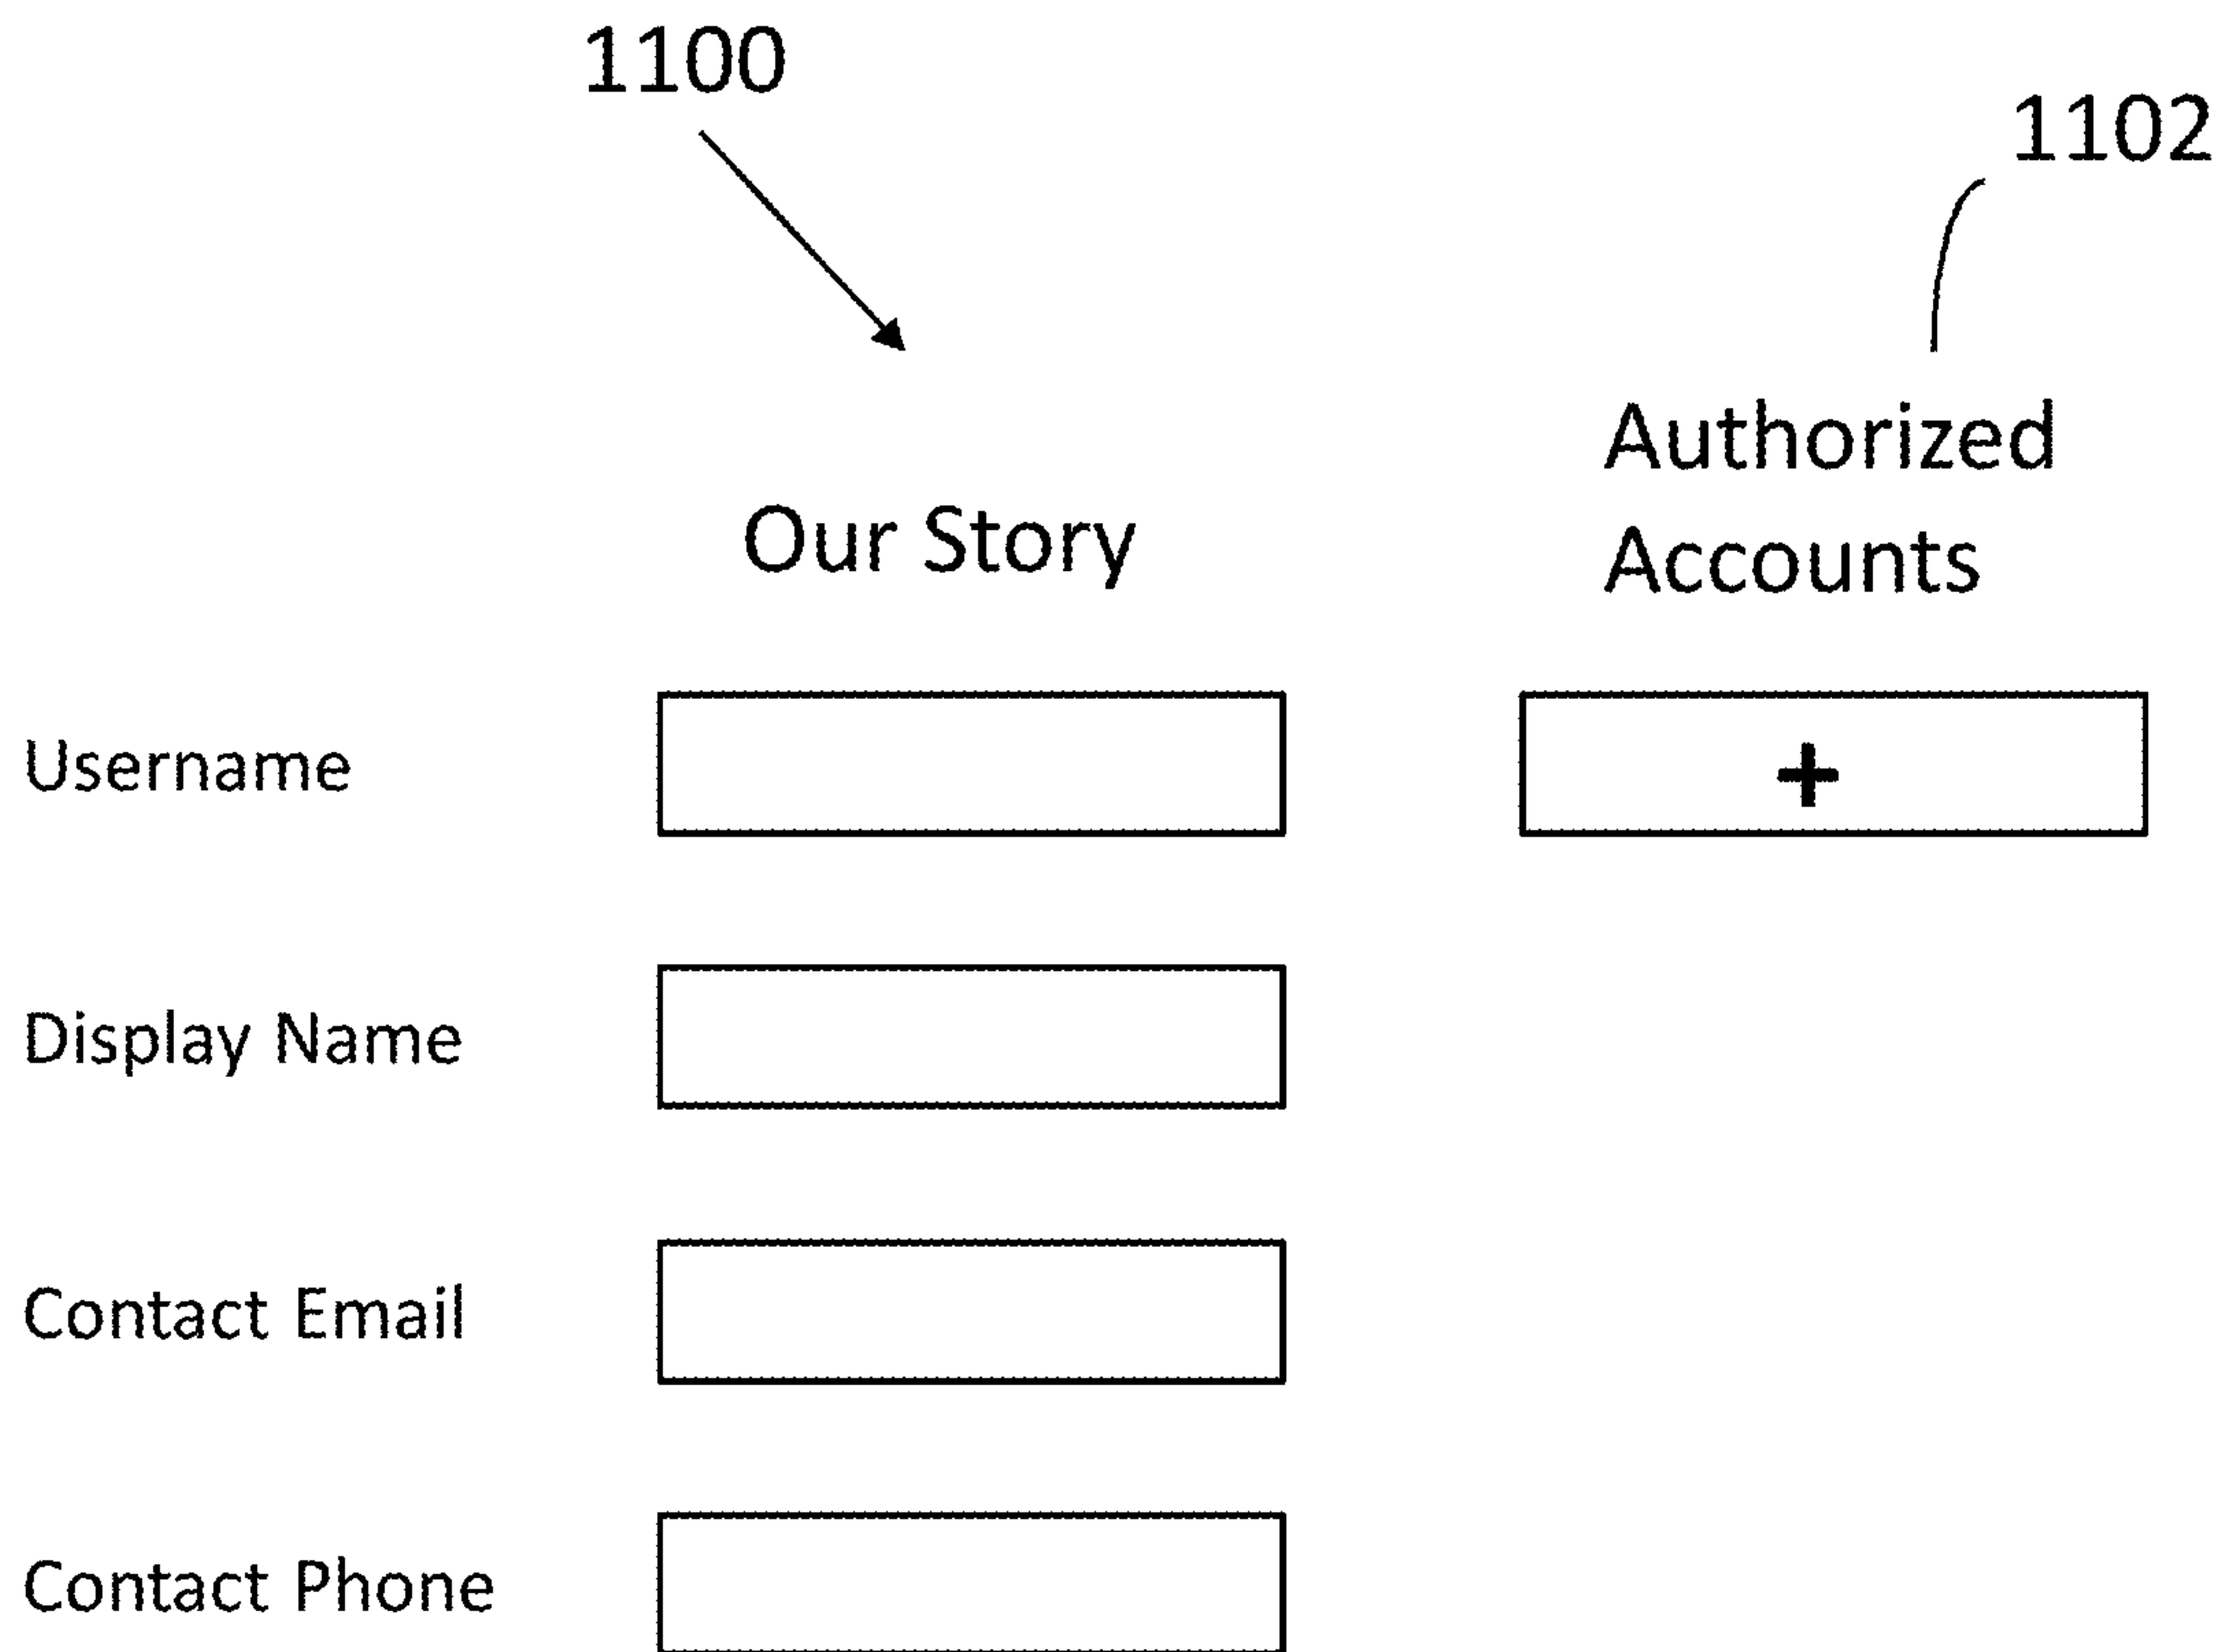 1100
1102
Authorized
Accounts
Our Story
Username
+
Display Name
Contact Email
Contact Phone